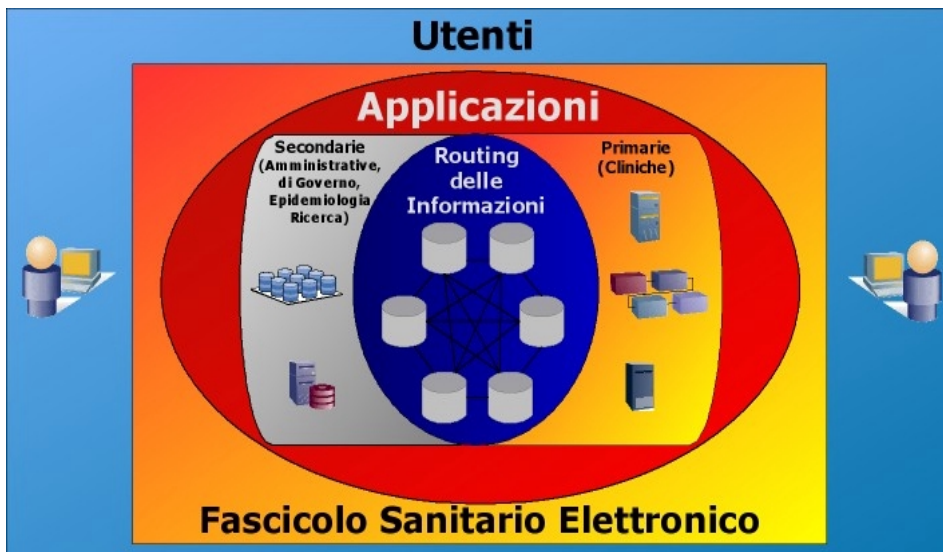 Utenti
Applicazioni
Secondarie
(Amministrative,
di Governo,
Epidemiologia
Ricerca)
Routing
delle
Informazioni
Primarie
(Cliniche)
Fascicolo Sanitario Elettronico